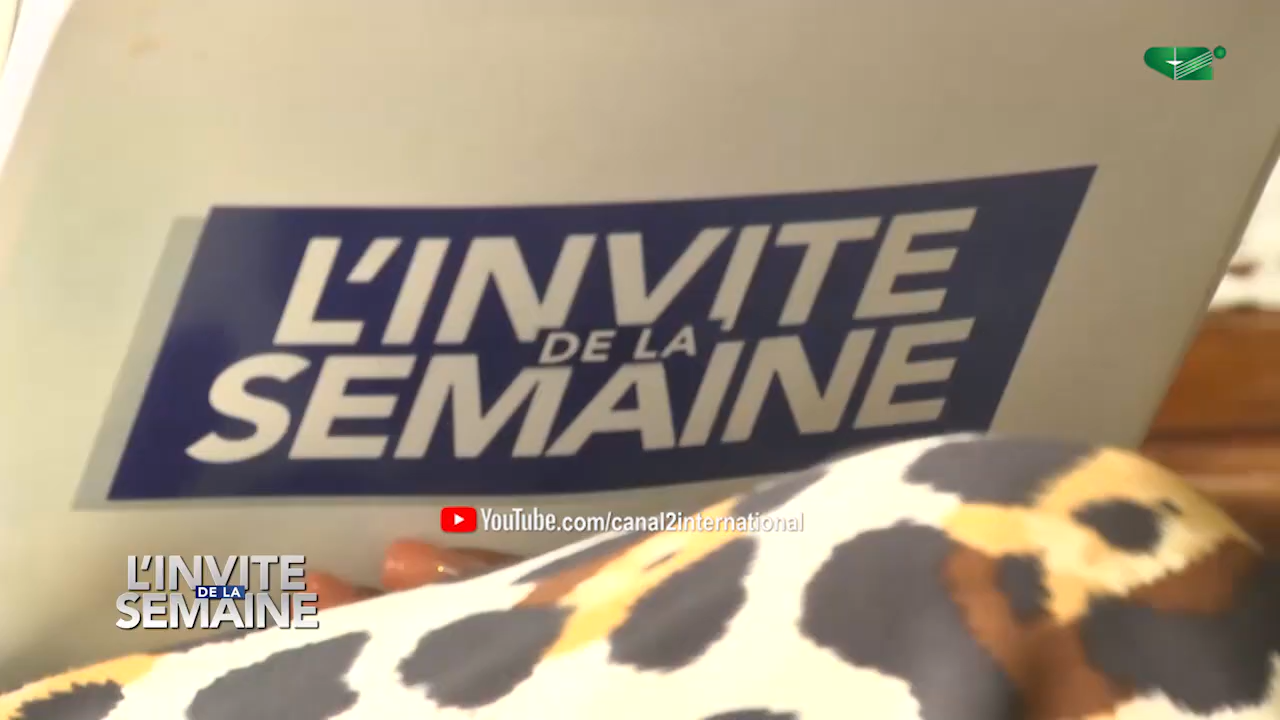 L'INVITE
DE LA
SEMAINE
YouTube.com/canal2international
L'INVITE
DE LA
SEMAINE